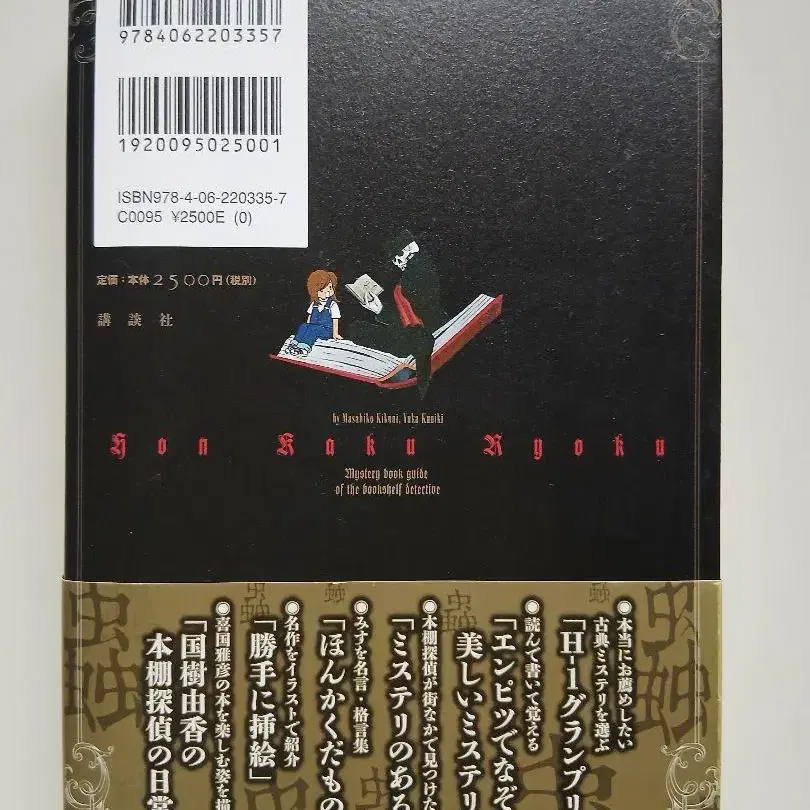 9784062203357
1920095025001
ISBN978-4-06-220335-7
C0095 ¥2500E (0)
定価：本体２５００円（税別）
講談社
by Masahiko Kikuni, Yuka Kuniki
Hon Kaku Ryoku
Mystery book guide
of the bookshelf detective
●本当にお薦めしたい
古典ミステリを選ぶ
「H-1グランプリ
●読んで書いて覚える
「エンピツでなぞ
美しいミステリ
●本棚探偵が街なかで見つけた
「ミステリのある
●みすを名言・格言集
「ほんかくだもの
●名作をイラストで紹介
「勝手に挿絵」
●喜国雅彦の本を楽しむ姿を描
「国樹由香の
本棚探偵の日常